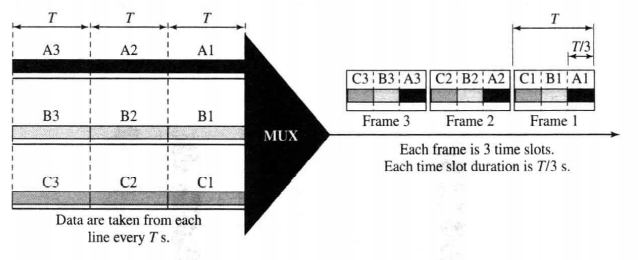 T T T
A3 A2 A1
B3 B2 B1
C3 C2 C1
Data are taken from each
line every T s.
MUX
T
T/3
C3 B3 A3 C2 B2 A2 C1 B1 A1
Frame 3 Frame 2 Frame 1
Each frame is 3 time slots.
Each time slot duration is T/3 s.